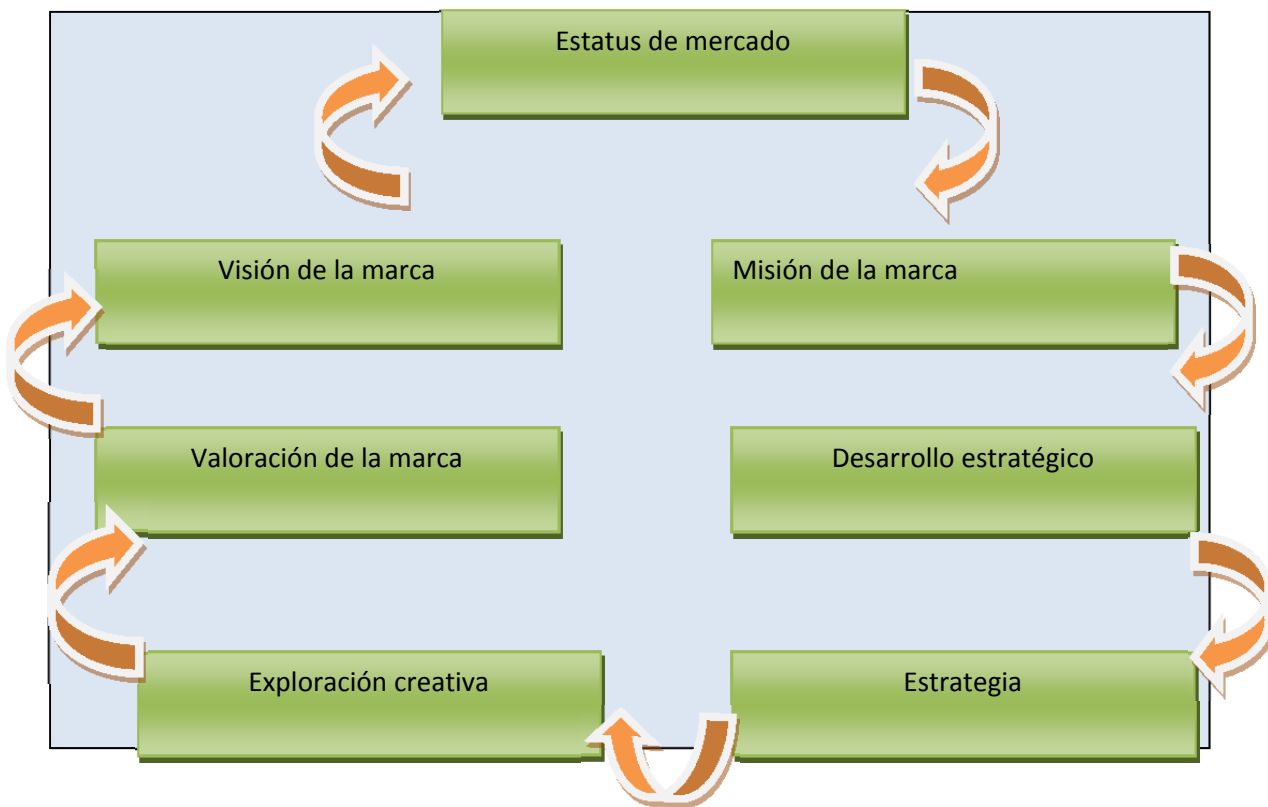 Estatus de mercado
Visión de la marca
Misión de la marca
Valoración de la marca
Desarrollo estratégico
Exploración creativa
Estrategia